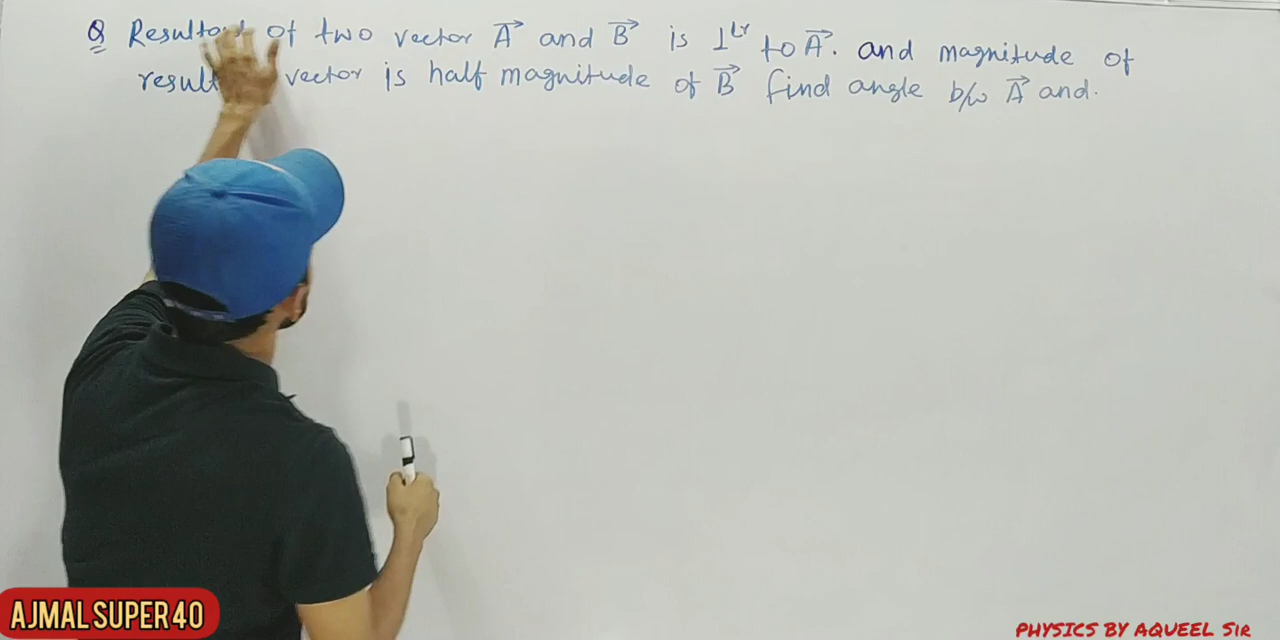 Q Resultant of two vector A⃗ and B⃗ is ⊥ʳ to A⃗. and magnitude of
result vector is half magnitude of B⃗ find angle b/w A⃗ and.
AJMAL SUPER 40
PHYSICS BY AQUEEL SIR